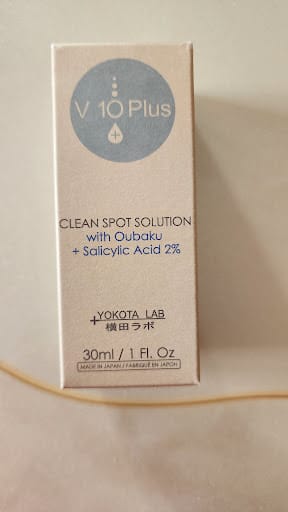 V 10 Plus
+
CLEAN SPOT SOLUTION
with Oubaku
+ Salicylic Acid 2%
+YOKOTA LAB
横田ラボ
30ml / 1 Fl. Oz
MADE IN JAPAN / FABRIQUÉ EN JAPON